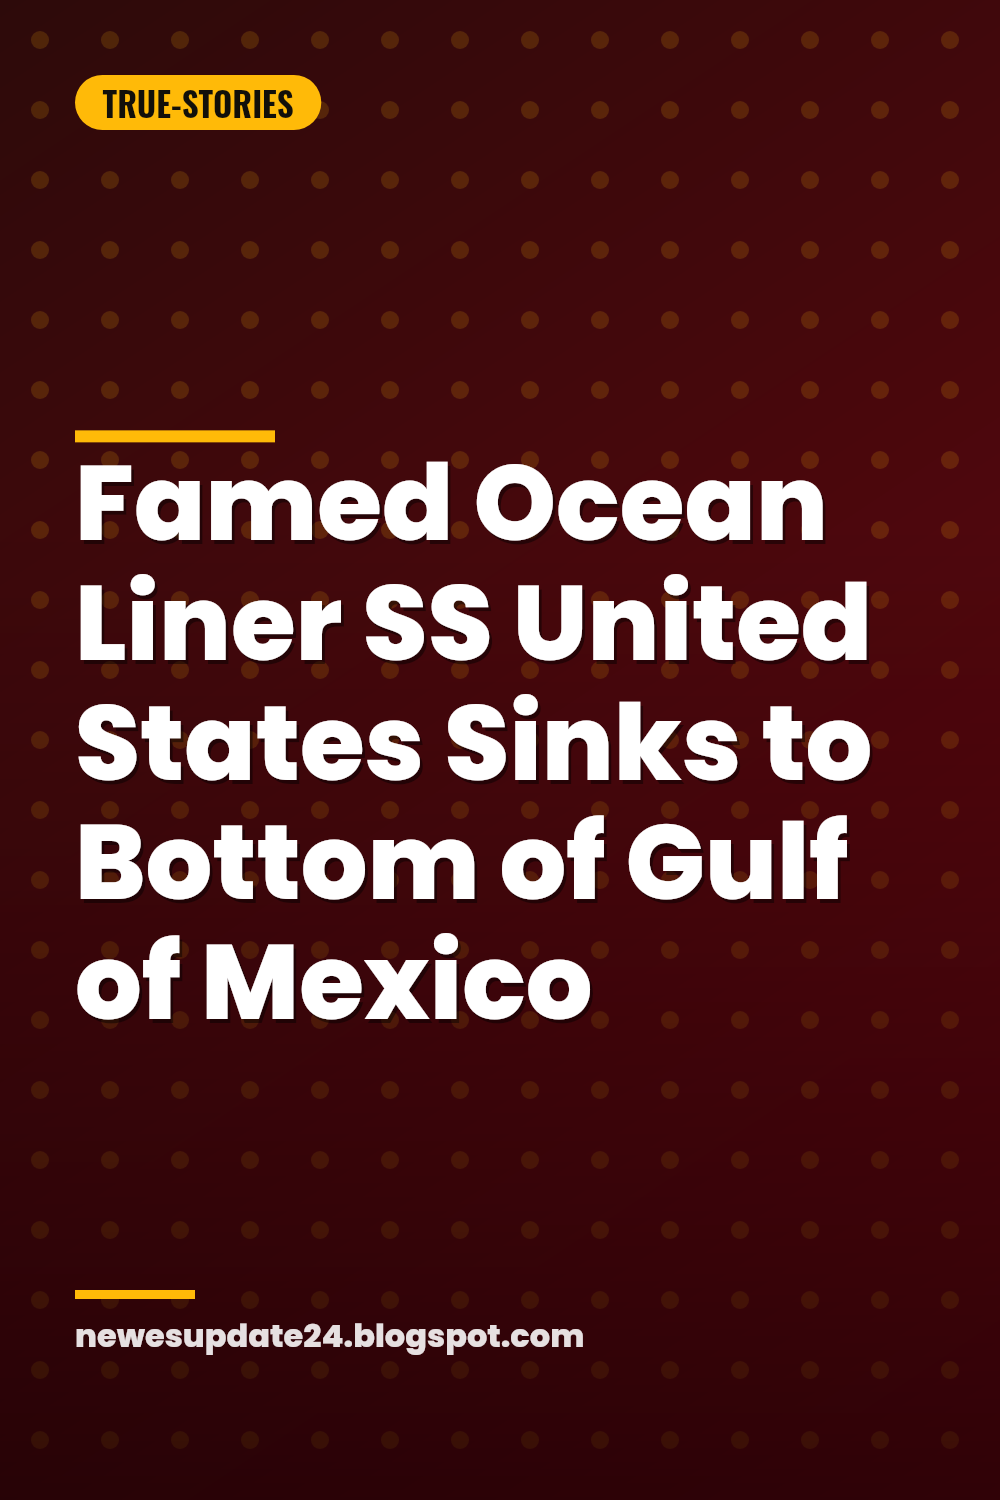 TRUE-STORIES
Famed Ocean
Liner SS United
States Sinks to
Bottom of Gulf
of Mexico
newesupdate24.blogspot.com